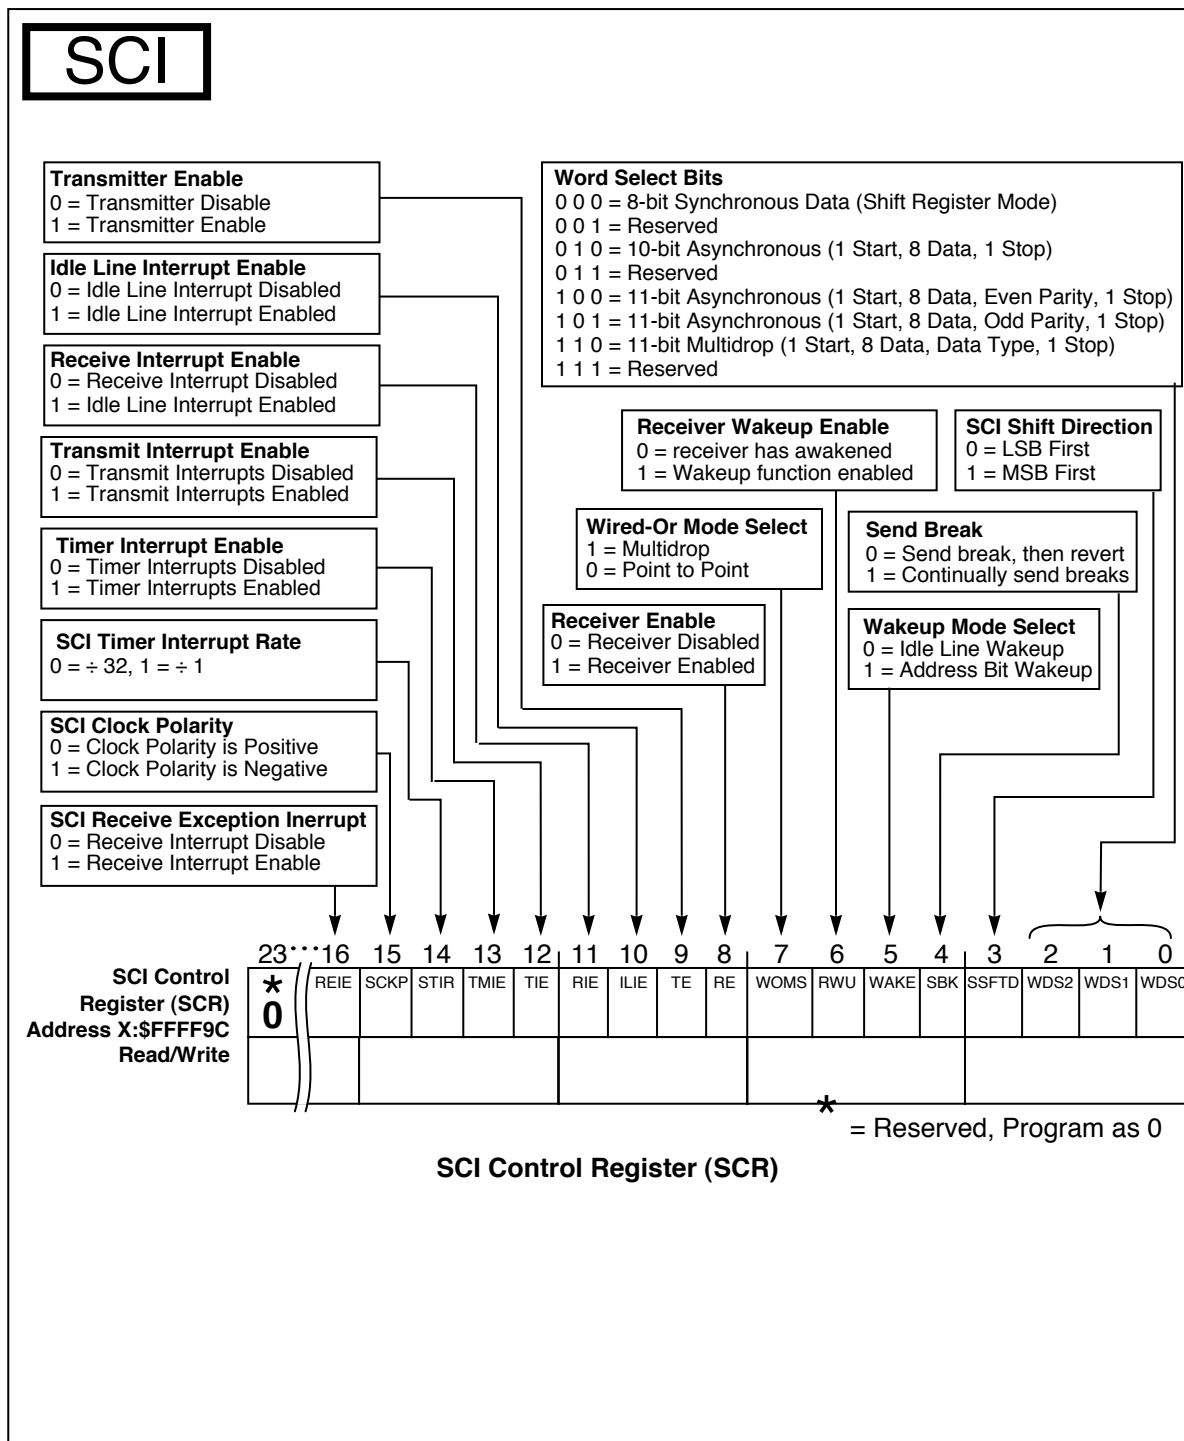 SCI
Transmitter Enable
0 = Transmitter Disable
1 = Transmitter Enable
Idle Line Interrupt Enable
0 = Idle Line Interrupt Disabled
1 = Idle Line Interrupt Enabled
Receive Interrupt Enable
0 = Receive Interrupt Disabled
1 = Idle Line Interrupt Enabled
Transmit Interrupt Enable
0 = Transmit Interrupts Disabled
1 = Transmit Interrupts Enabled
Timer Interrupt Enable
0 = Timer Interrupts Disabled
1 = Timer Interrupts Enabled
SCI Timer Interrupt Rate
0 = ÷ 32, 1 = ÷ 1
SCI Clock Polarity
0 = Clock Polarity is Positive
1 = Clock Polarity is Negative
SCI Receive Exception Inerrupt
0 = Receive Interrupt Disable
1 = Receive Interrupt Enable
Word Select Bits
0 0 0 = 8-bit Synchronous Data (Shift Register Mode)
0 0 1 = Reserved
0 1 0 = 10-bit Asynchronous (1 Start, 8 Data, 1 Stop)
0 1 1 = Reserved
1 0 0 = 11-bit Asynchronous (1 Start, 8 Data, Even Parity, 1 Stop)
1 0 1 = 11-bit Asynchronous (1 Start, 8 Data, Odd Parity, 1 Stop)
1 1 0 = 11-bit Multidrop (1 Start, 8 Data, Data Type, 1 Stop)
1 1 1 = Reserved
Receiver Wakeup Enable
0 = receiver has awakened
1 = Wakeup function enabled
SCI Shift Direction
0 = LSB First
1 = MSB First
Wired-Or Mode Select
1 = Multidrop
0 = Point to Point
Send Break
0 = Send break, then revert
1 = Continually send breaks
Receiver Enable
0 = Receiver Disabled
1 = Receiver Enabled
Wakeup Mode Select
0 = Idle Line Wakeup
1 = Address Bit Wakeup
23 ···· 16 15 14 13 12 11 10 9 8 7 6 5 4 3 2 1 0
SCI Control
Register (SCR)
Address X:$FFFF9C
Read/Write
* 0 REIE SCKP STIR TMIE TIE RIE ILIE TE RE WOMS RWU WAKE SBK SSFTD WDS2 WDS1 WDS0
* = Reserved, Program as 0
SCI Control Register (SCR)